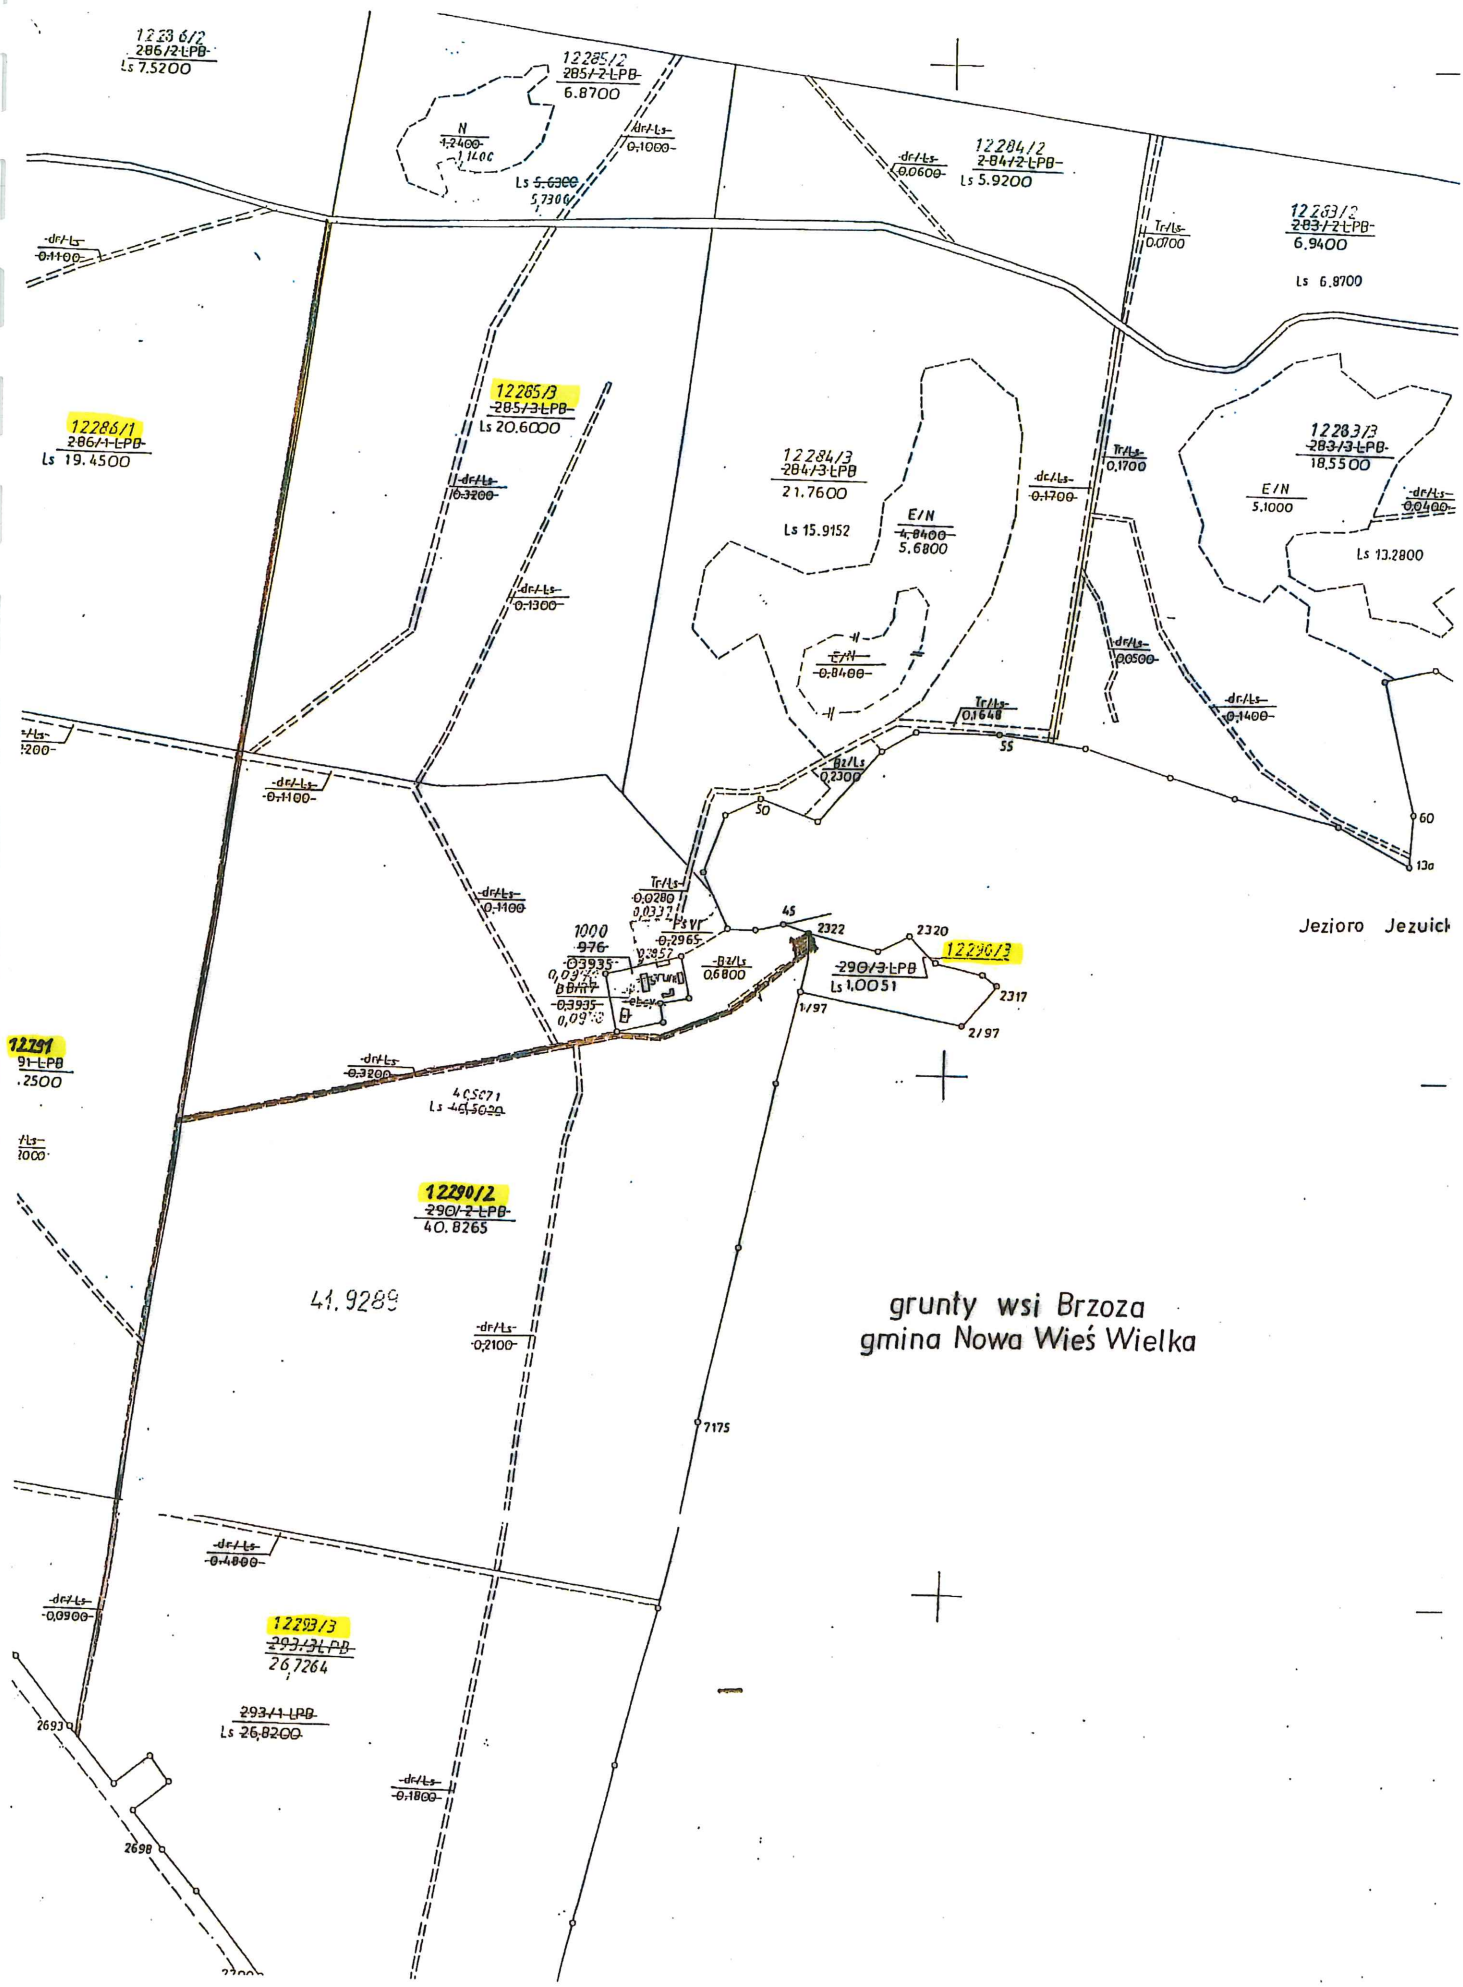 12286/2
286/2 LPB
Ls 7.5200
12285/2
285/2 LPB
6.8700
N
1,2400
1,1400
dr/Ls
0,1000
Ls 5.6300
5,7300
12284/2
284/2 LPB
Ls 5.9200
dr/Ls
0.0600
12283/2
283/2 LPB
6,9400
Ls 6,8700
Tr/Ls
0.0700
dr/Ls
0.1100
12286/1
286/1 LPB
Ls 19.4500
12285/3
285/3 LPB
Ls 20.6000
dr/Ls
0,3200
dr/Ls
0,1300
12284/3
284/3 LPB
21.7600
Ls 15.9152
E/N
4,8400
5.6800
E/N
0,8400
dr/Ls
0,1700
Tr/Ls
0,1700
12283/3
283/3 LPB
18,5500
E/N
5,1000
dr/Ls
0,0400
Ls 13.2800
dr/Ls
0,0500
dr/Ls
0,1400
Tr/Ls
0,1648
55
Bz/Ls
0,2300
50
60
13a
dr/Ls
0,1100
dr/Ls
0,1100
Tr/Ls
0,0280
0,0337
Ps VI
0,2965
1000
976
0,3935
Bz/Ls
0,6800
45
2322
2320
12290/3
290/3 LPB
Ls 1,0051
2317
1/97
2/97
Jezioro Jezuick
12291
91 LPB
.2500
dr/Ls
0,3200
40,5071
12290/2
290/2 LPB
40.8265
41.9289
dr/Ls
0,2100
grunty wsi Brzoza
gmina Nowa Wieś Wielka
7175
dr/Ls
0,4800
dr/Ls
0,0900
12293/3
293/3 LPB
26,7264
293/1 LPB
Ls 26,8200
2693
dr/Ls
0,1800
2698